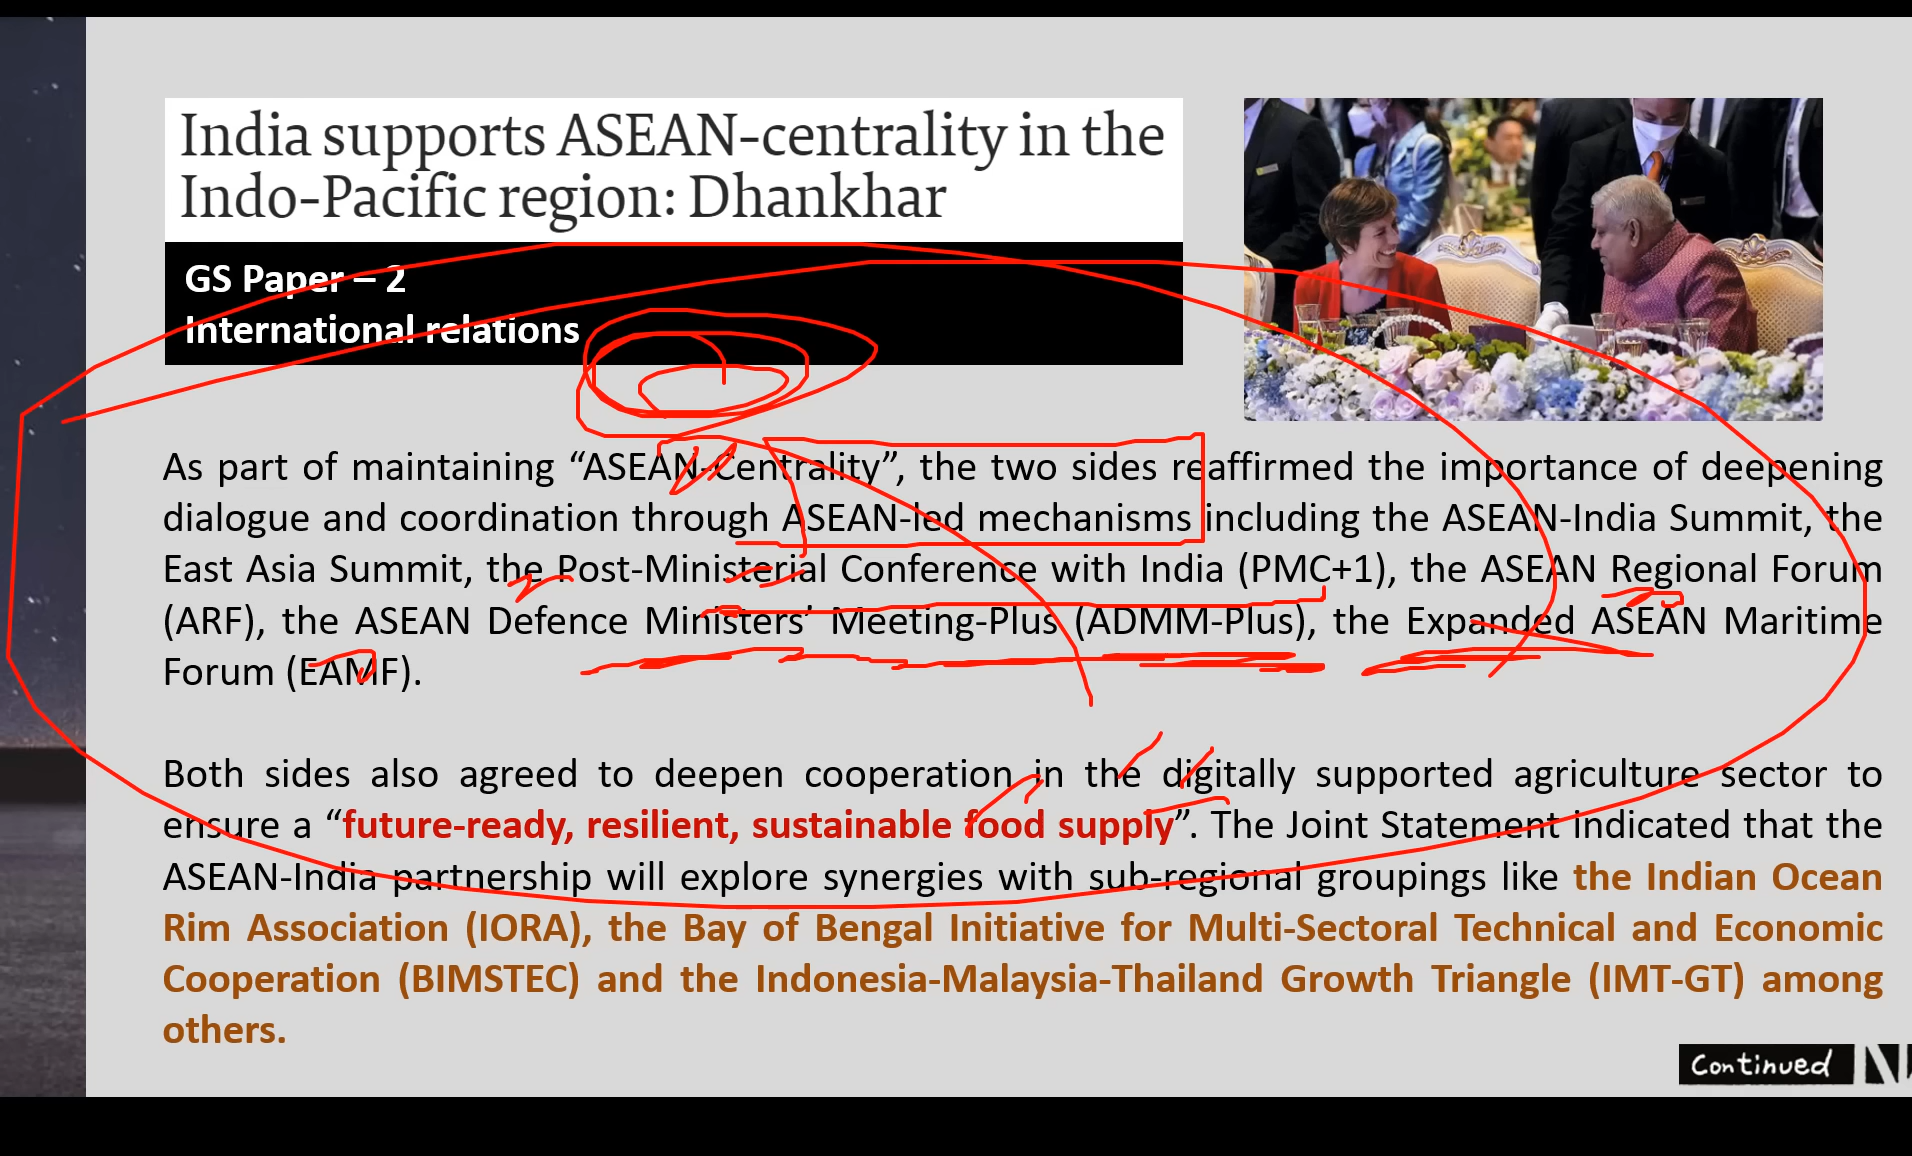 India supports ASEAN-centrality in the
Indo-Pacific region: Dhankhar
GS Paper – 2
International relations
As part of maintaining “ASEAN-Centrality”, the two sides reaffirmed the importance of deepening
dialogue and coordination through ASEAN-led mechanisms including the ASEAN-India Summit, the
East Asia Summit, the Post-Ministerial Conference with India (PMC+1), the ASEAN Regional Forum
(ARF), the ASEAN Defence Ministers’ Meeting-Plus (ADMM-Plus), the Expanded ASEAN Maritime
Forum (EAMF).
Both sides also agreed to deepen cooperation in the digitally supported agriculture sector to
ensure a “future-ready, resilient, sustainable food supply”. The Joint Statement indicated that the
ASEAN-India partnership will explore synergies with sub-regional groupings like the Indian Ocean
Rim Association (IORA), the Bay of Bengal Initiative for Multi-Sectoral Technical and Economic
Cooperation (BIMSTEC) and the Indonesia-Malaysia-Thailand Growth Triangle (IMT-GT) among
others.
Continued